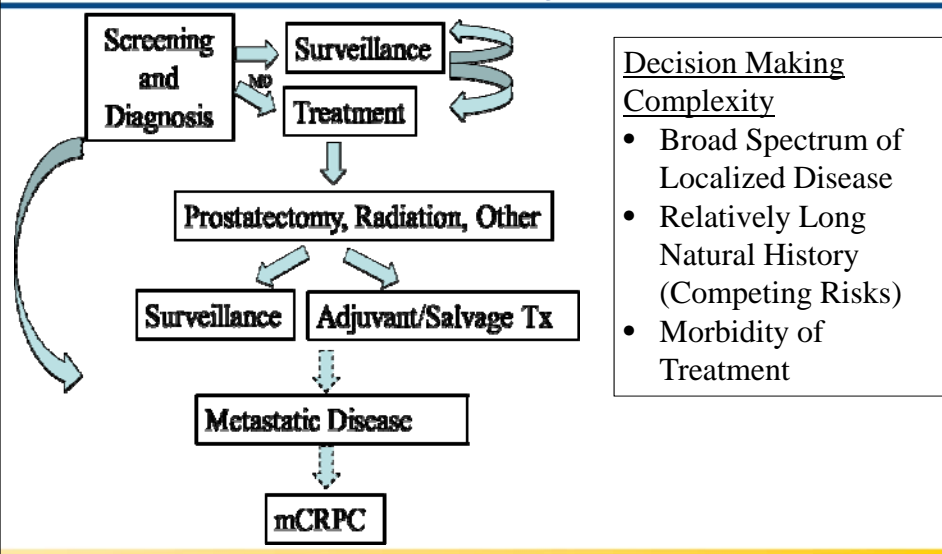 Screening
and
Diagnosis
Surveillance
M0
Treatment
Prostatectomy, Radiation, Other
Surveillance
Adjuvant/Salvage Tx
Metastatic Disease
mCRPC
Decision Making
Complexity
• Broad Spectrum of
Localized Disease
• Relatively Long
Natural History
(Competing Risks)
• Morbidity of
Treatment